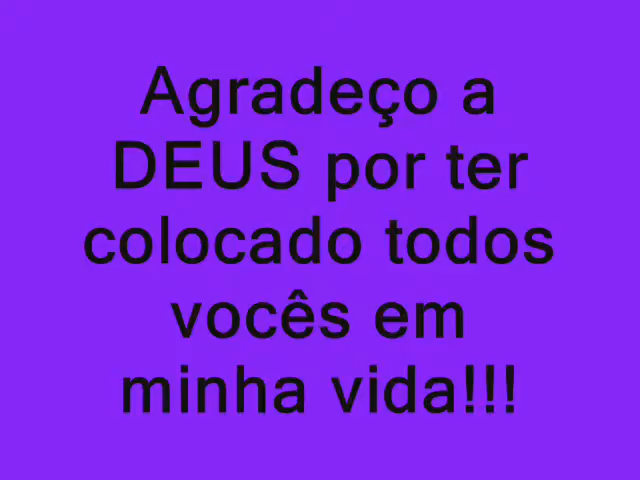 Agradeço a
DEUS por ter
colocado todos
vocês em
minha vida!!!